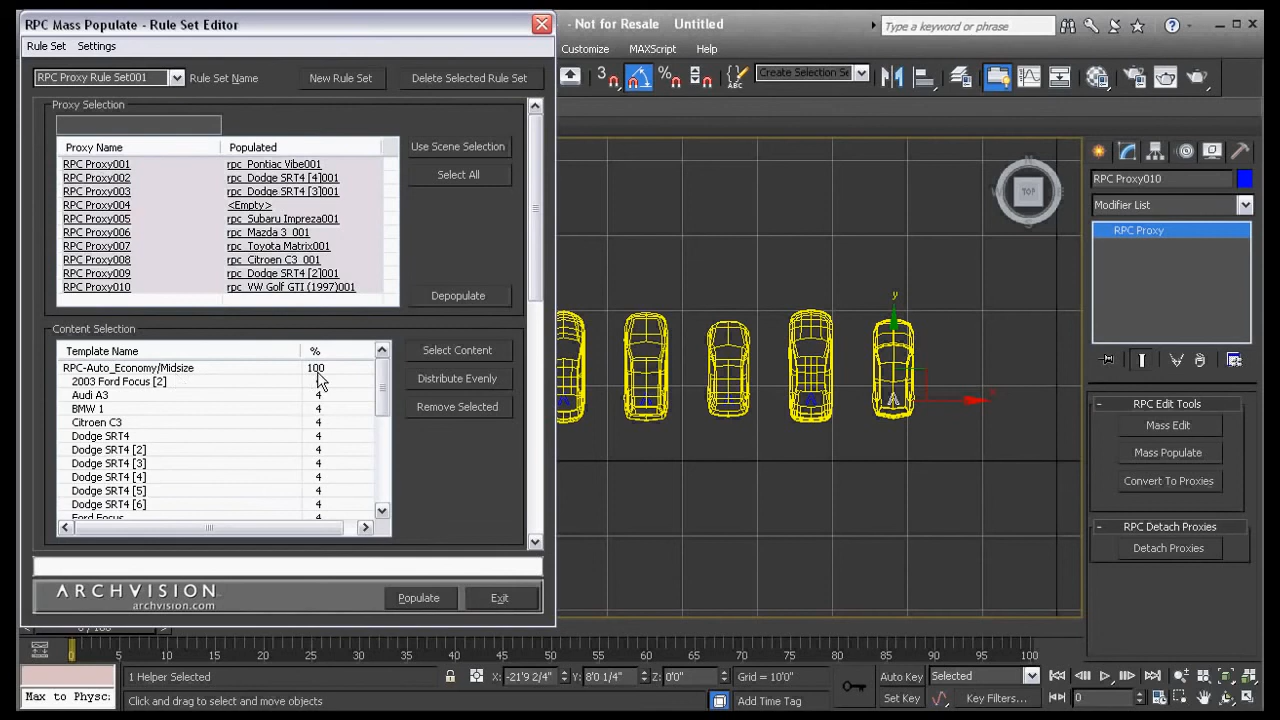 RPC Mass Populate - Rule Set Editor
- Not for Resale Untitled
Type a keyword or phrase
Rule Set Settings
Customize MAXScript Help
RPC Proxy Rule Set001 Rule Set Name New Rule Set Delete Selected Rule Set
3 % ABC Create Selection Se
Proxy Selection
Proxy Name Populated Use Scene Selection
RPC Proxy001 rpc_Pontiac Vibe001
RPC Proxy002 rpc_Dodge SRT4 [4]001 Select All
RPC Proxy003 rpc_Dodge SRT4 [3]001
RPC Proxy004 <Empty>
RPC Proxy005 rpc_Subaru Impreza001
RPC Proxy006 rpc_Mazda 3_001
RPC Proxy007 rpc_Toyota Matrix001
RPC Proxy008 rpc_Citroen C3_001
RPC Proxy009 rpc_Dodge SRT4 [2]001
RPC Proxy010 rpc_VW Golf GTI (1997)001
Depopulate
Content Selection
Template Name % Select Content
RPC-Auto_Economy/Midsize 100
2003 Ford Focus [2] Distribute Evenly
Audi A3 4
BMW 1 4 Remove Selected
Citroen C3 4
Dodge SRT4 4
Dodge SRT4 [2] 4
Dodge SRT4 [3] 4
Dodge SRT4 [4] 4
Dodge SRT4 [5] 4
Dodge SRT4 [6] 4
Ford Focus 4
ARCHVISION
archvision.com
Populate Exit
TOP
y
x
RPC Proxy010
Modifier List
RPC Proxy
- RPC Edit Tools
Mass Edit
Mass Populate
Convert To Proxies
- RPC Detach Proxies
Detach Proxies
0 5 10 15 20 25 30 35 40 45 50 55 60 65 70 75 80 85 90 95 100
1 Helper Selected X: -21'9 2/4" Y: 8'0 1/4" Z: 0'0" Grid = 10'0" Auto Key Selected
Max to Physc: Click and drag to select and move objects Add Time Tag Set Key Key Filters... 0